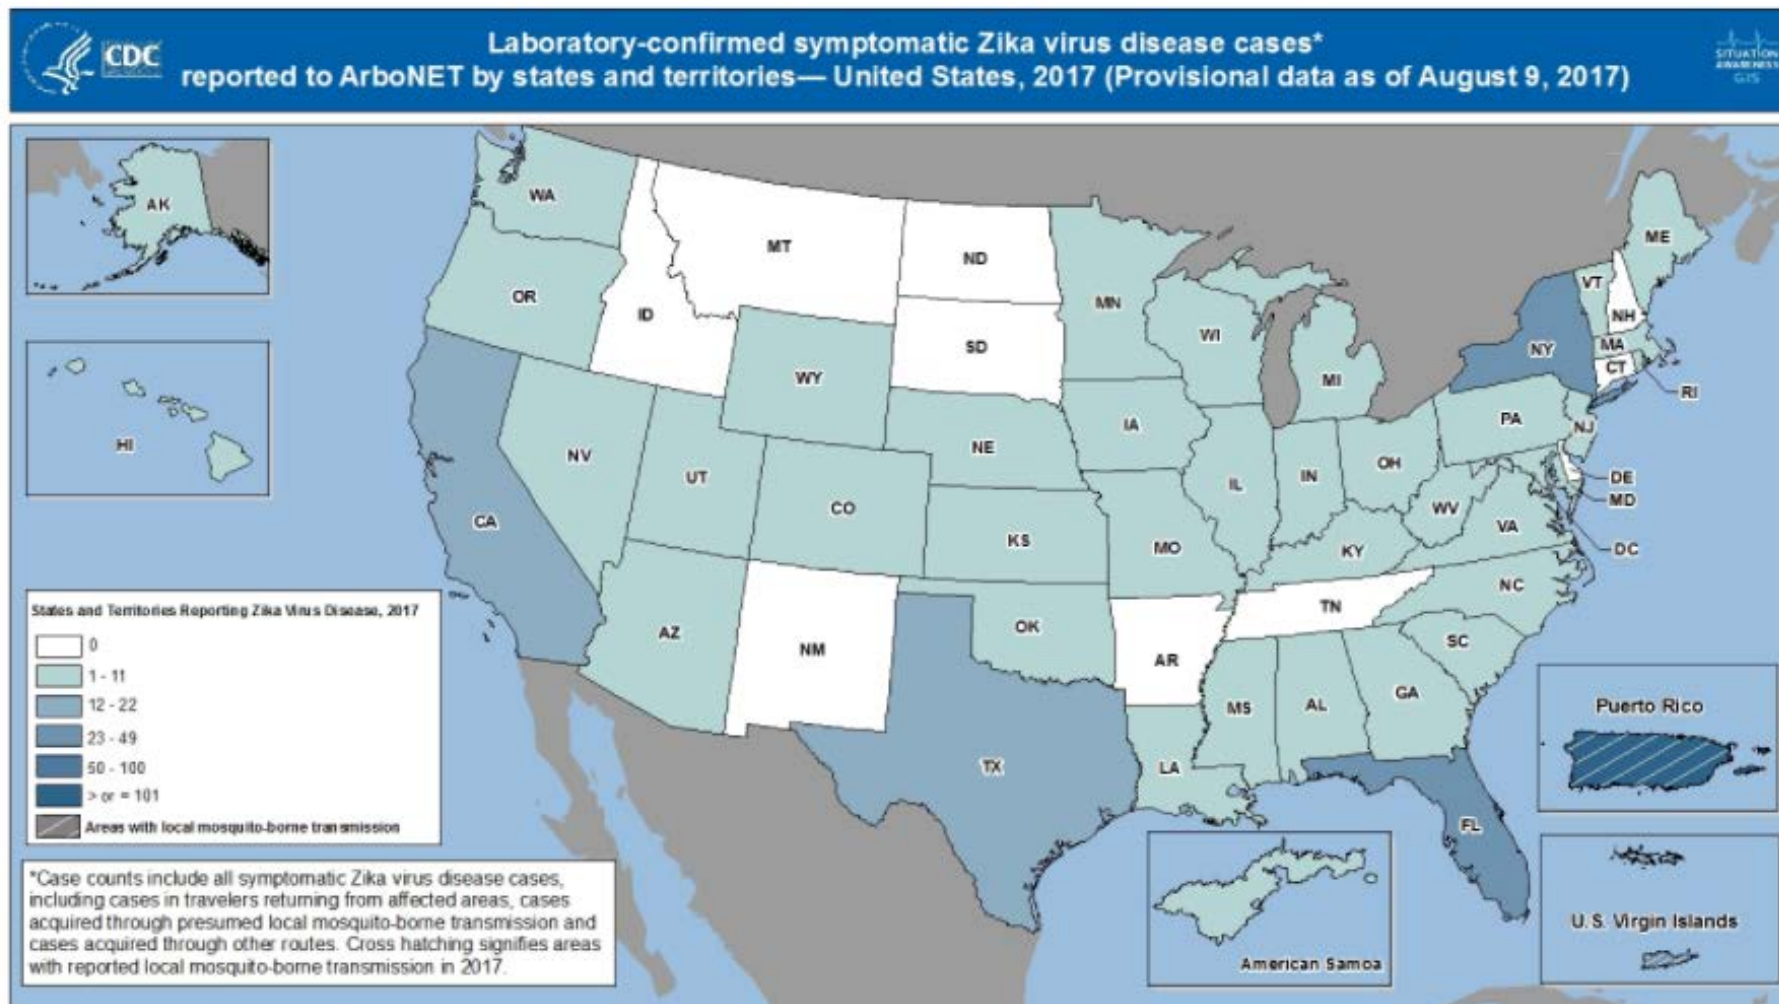 CDC
Laboratory-confirmed symptomatic Zika virus disease cases*
reported to ArboNET by states and territories— United States, 2017 (Provisional data as of August 9, 2017)
SITUATION
AWARENESS
GIS
AK
HI
WA
OR
CA
NV
ID
MT
WY
UT
AZ
CO
NM
ND
SD
NE
KS
OK
TX
MN
IA
MO
AR
LA
WI
IL
MI
IN
OH
KY
TN
MS
AL
GA
FL
SC
NC
VA
WV
PA
NY
NJ
VT
NH
ME
MA
CT
RI
DE
MD
DC
States and Territories Reporting Zika Virus Disease, 2017
0
1 - 11
12 - 22
23 - 49
50 - 100
> or = 101
Areas with local mosquito-borne transmission
*Case counts include all symptomatic Zika virus disease cases,
including cases in travelers returning from affected areas, cases
acquired through presumed local mosquito-borne transmission and
cases acquired through other routes. Cross hatching signifies areas
with reported local mosquito-borne transmission in 2017.
American Samoa
Puerto Rico
U.S. Virgin Islands